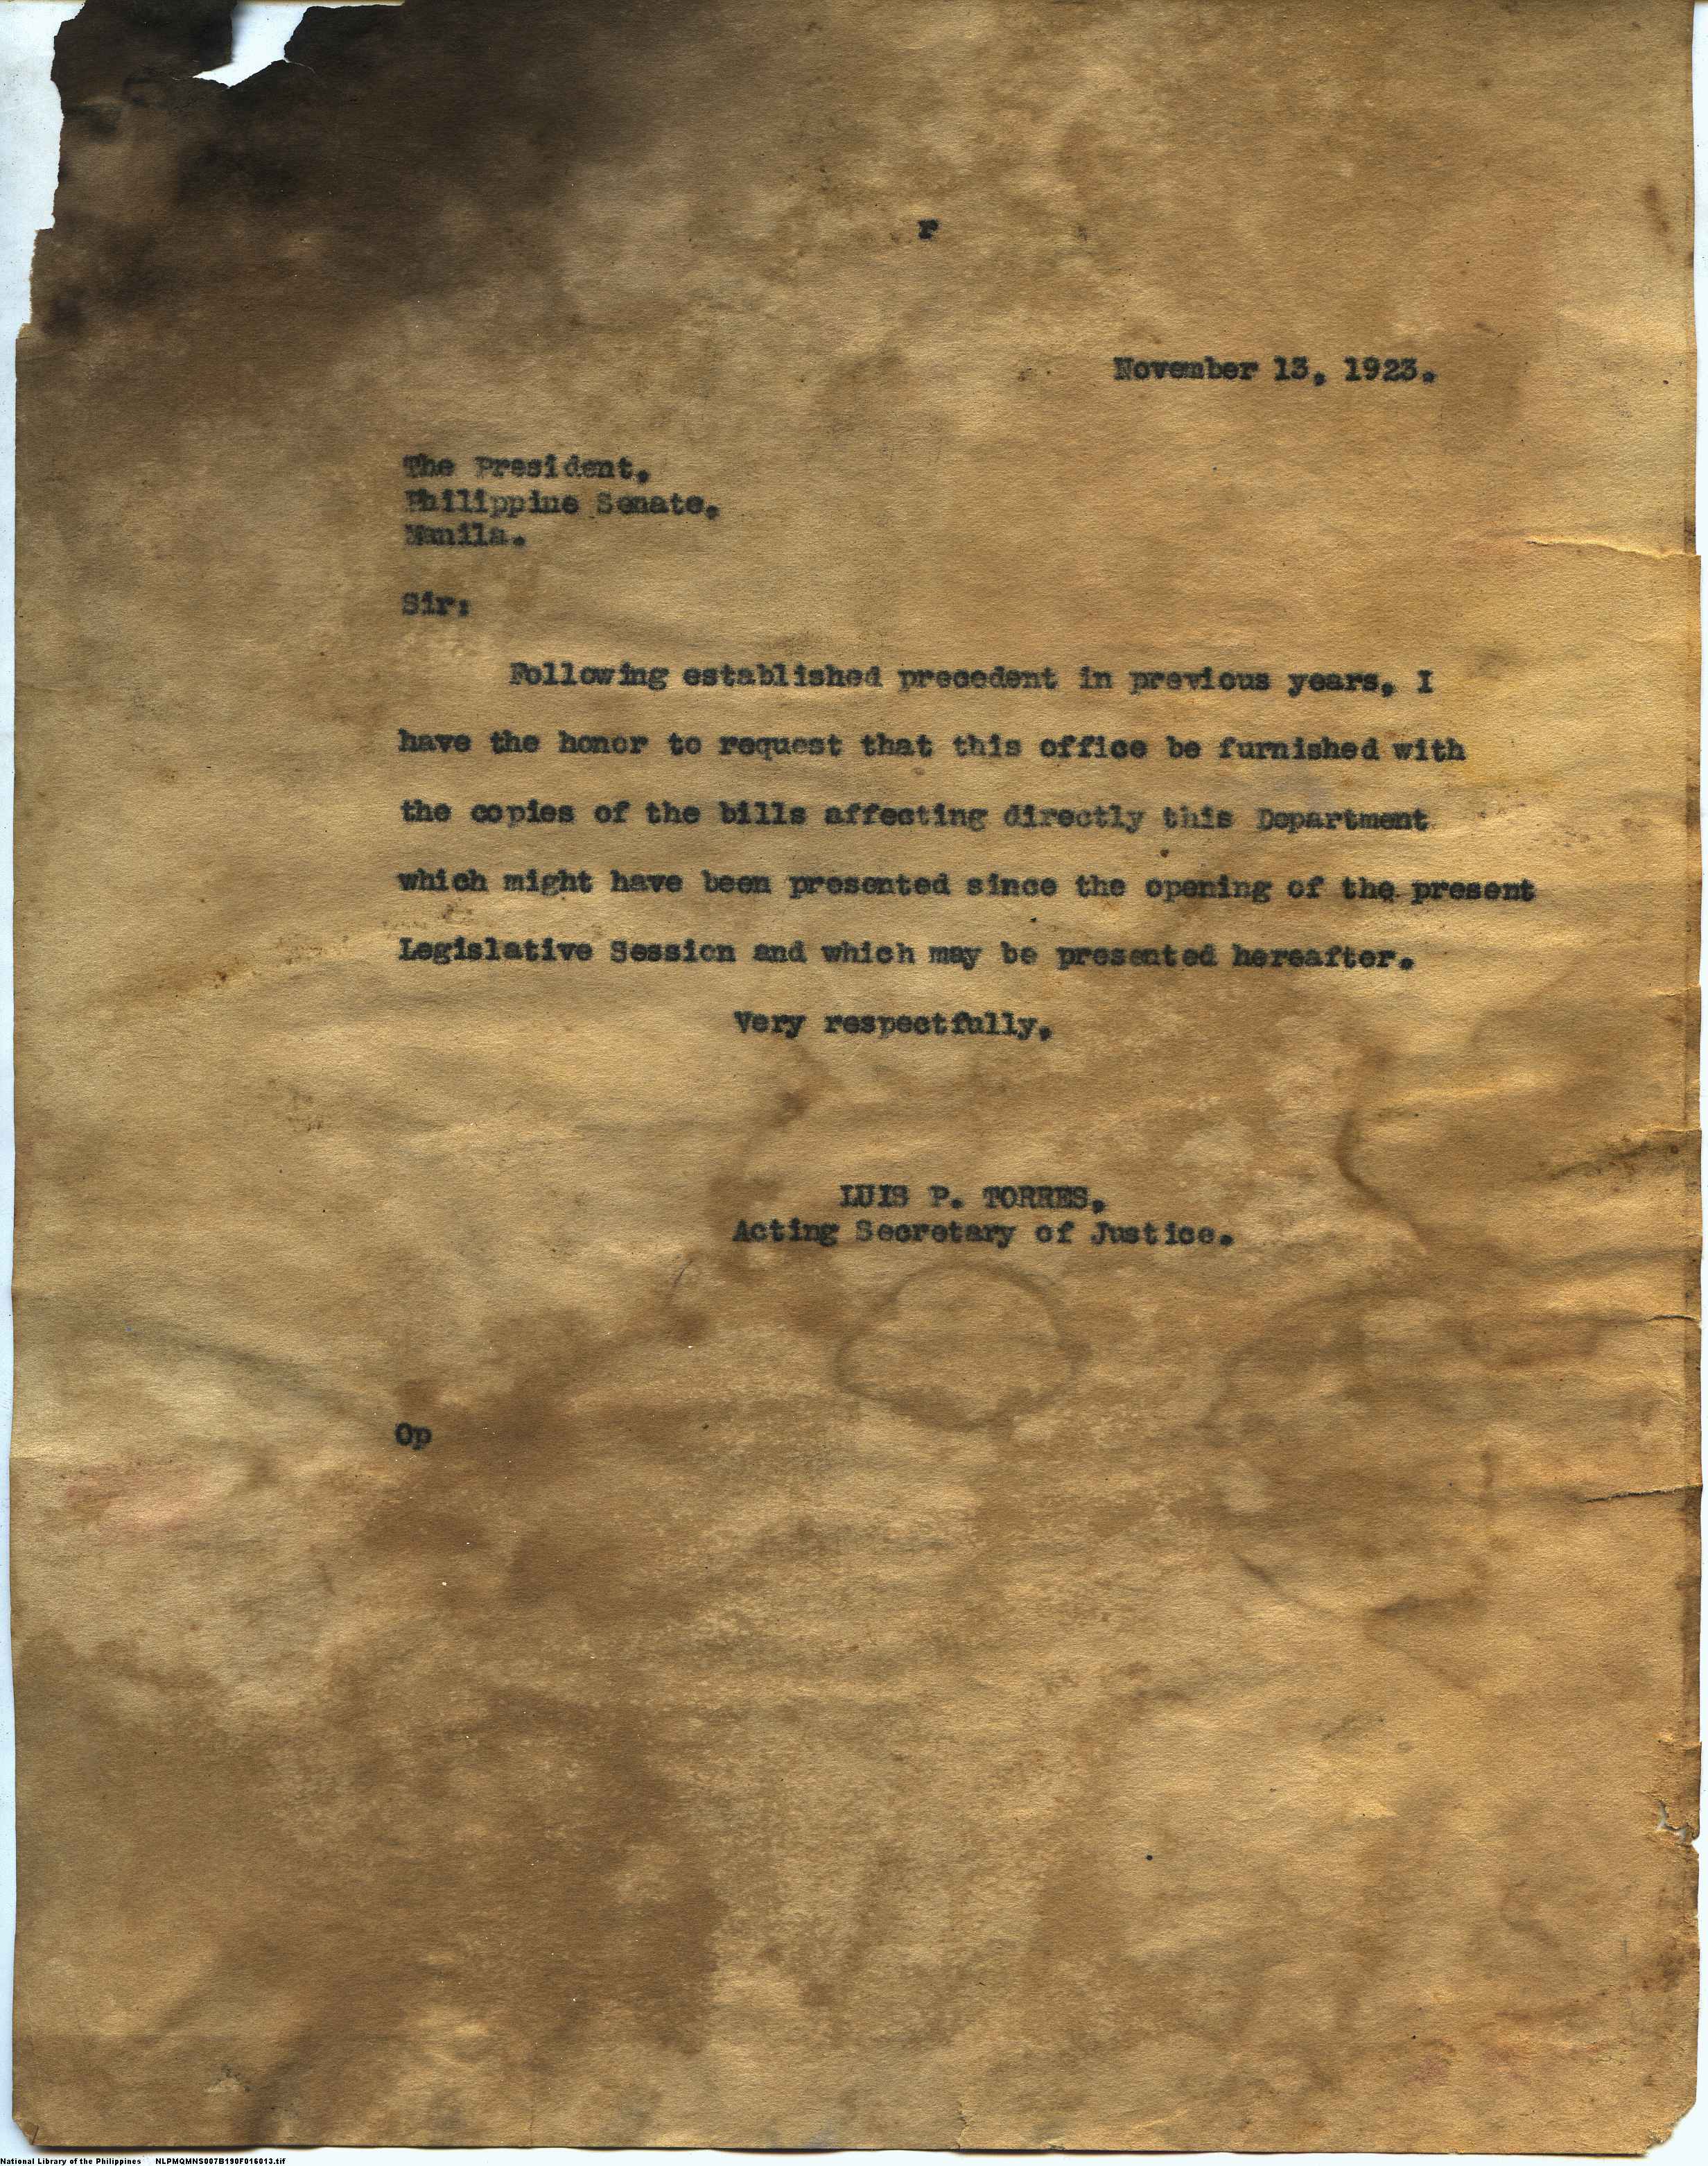 r
November 13, 1923.
The President,
Philippine Senate,
Manila.
Sir:
Following established precedent in previous years, I
have the honor to request that this office be furnished with
the copies of the bills affecting directly this Department
which might have been presented since the opening of the present
Legislative Session and which may be presented hereafter.
Very respectfully,
LUIS P. TORRES,
Acting Secretary of Justice.
Op
National Library of the Philippines NLPMQMNS007B190F016013.tif